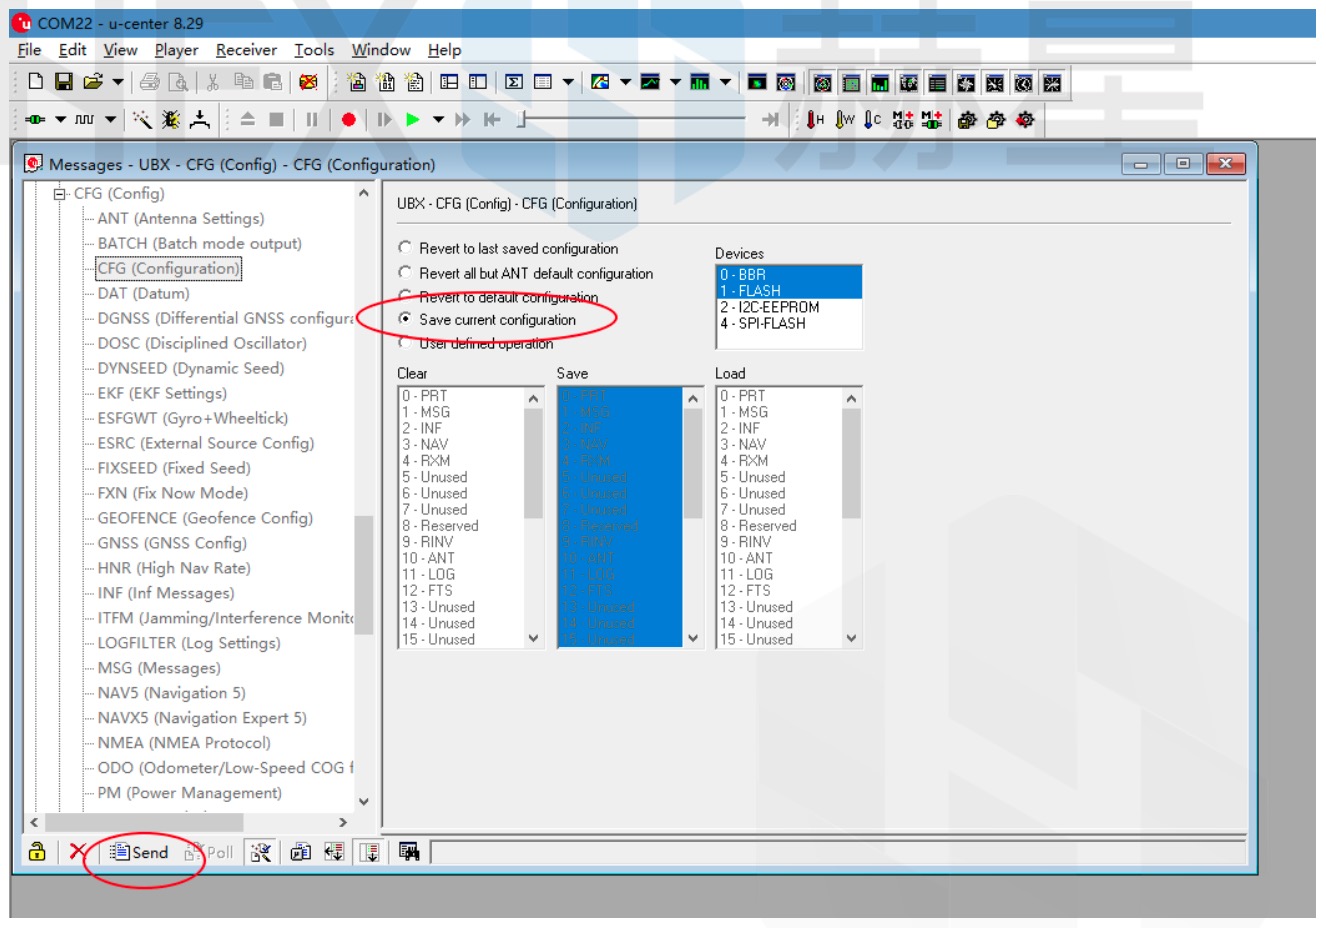 COM22 - u-center 8.29
File Edit View Player Receiver Tools Window Help
Messages - UBX - CFG (Config) - CFG (Configuration)
CFG (Config)
ANT (Antenna Settings)
BATCH (Batch mode output)
CFG (Configuration)
DAT (Datum)
DGNSS (Differential GNSS configura
DOSC (Disciplined Oscillator)
DYNSEED (Dynamic Seed)
EKF (EKF Settings)
ESFGWT (Gyro+Wheeltick)
ESRC (External Source Config)
FIXSEED (Fixed Seed)
FXN (Fix Now Mode)
GEOFENCE (Geofence Config)
GNSS (GNSS Config)
HNR (High Nav Rate)
INF (Inf Messages)
ITFM (Jamming/Interference Monito
LOGFILTER (Log Settings)
MSG (Messages)
NAV5 (Navigation 5)
NAVX5 (Navigation Expert 5)
NMEA (NMEA Protocol)
ODO (Odometer/Low-Speed COG f
PM (Power Management)
UBX - CFG (Config) - CFG (Configuration)
Revert to last saved configuration
Revert all but ANT default configuration
Revert to default configuration
Save current configuration
User defined operation
Devices
0 - BBR
1 - FLASH
2 - I2C-EEPROM
4 - SPI-FLASH
Clear
0 - PRT
1 - MSG
2 - INF
3 - NAV
4 - RXM
5 - Unused
6 - Unused
7 - Unused
8 - Reserved
9 - RINV
10 - ANT
11 - LOG
12 - FTS
13 - Unused
14 - Unused
15 - Unused
Save
0 - PRT
1 - MSG
2 - INF
3 - NAV
4 - RXM
5 - Unused
6 - Unused
7 - Unused
8 - Reserved
9 - RINV
10 - ANT
11 - LOG
12 - FTS
13 - Unused
14 - Unused
15 - Unused
Load
0 - PRT
1 - MSG
2 - INF
3 - NAV
4 - RXM
5 - Unused
6 - Unused
7 - Unused
8 - Reserved
9 - RINV
10 - ANT
11 - LOG
12 - FTS
13 - Unused
14 - Unused
15 - Unused
Send Poll